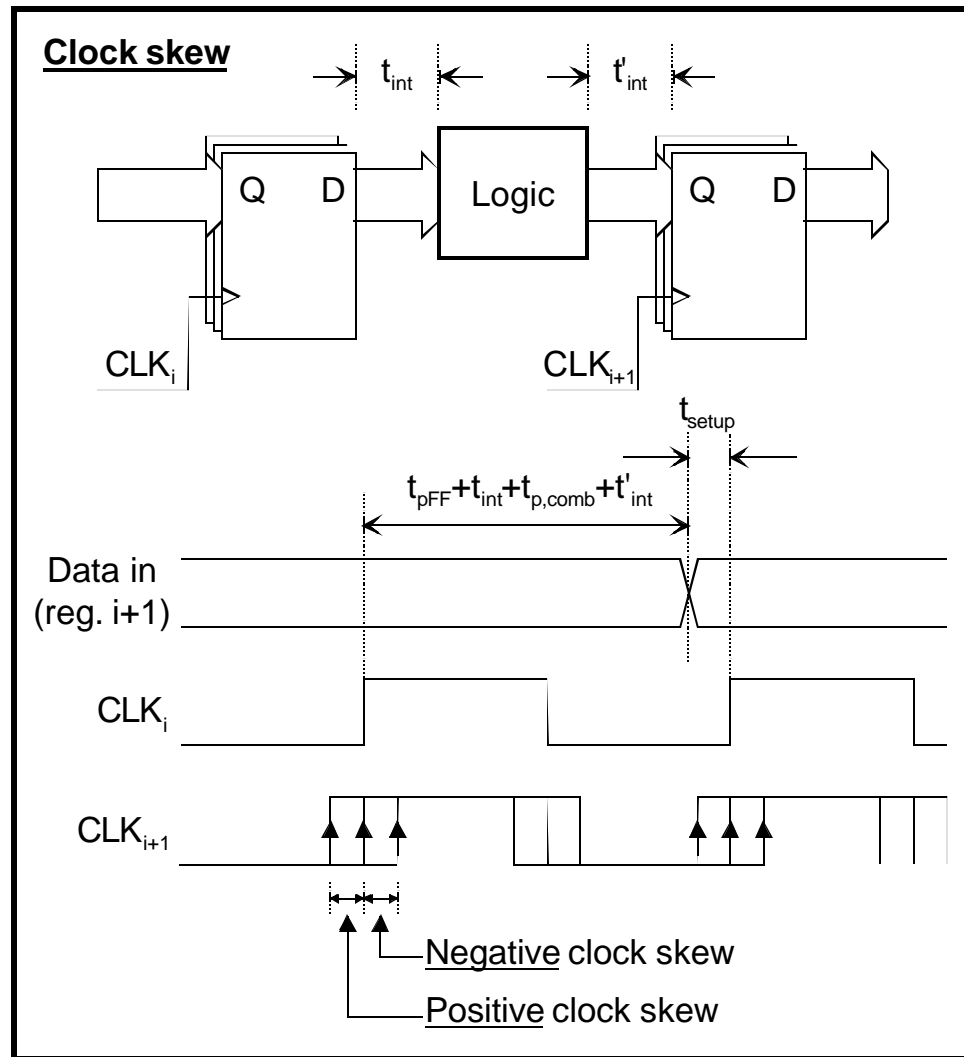 Clock skew
t_int
t'_int
Q D
Logic
Q D
CLK_i
CLK_i+1
t_setup
t_pFF+t_int+t_p,comb+t'_int
Data in
(reg. i+1)
CLK_i
CLK_i+1
Negative clock skew
Positive clock skew